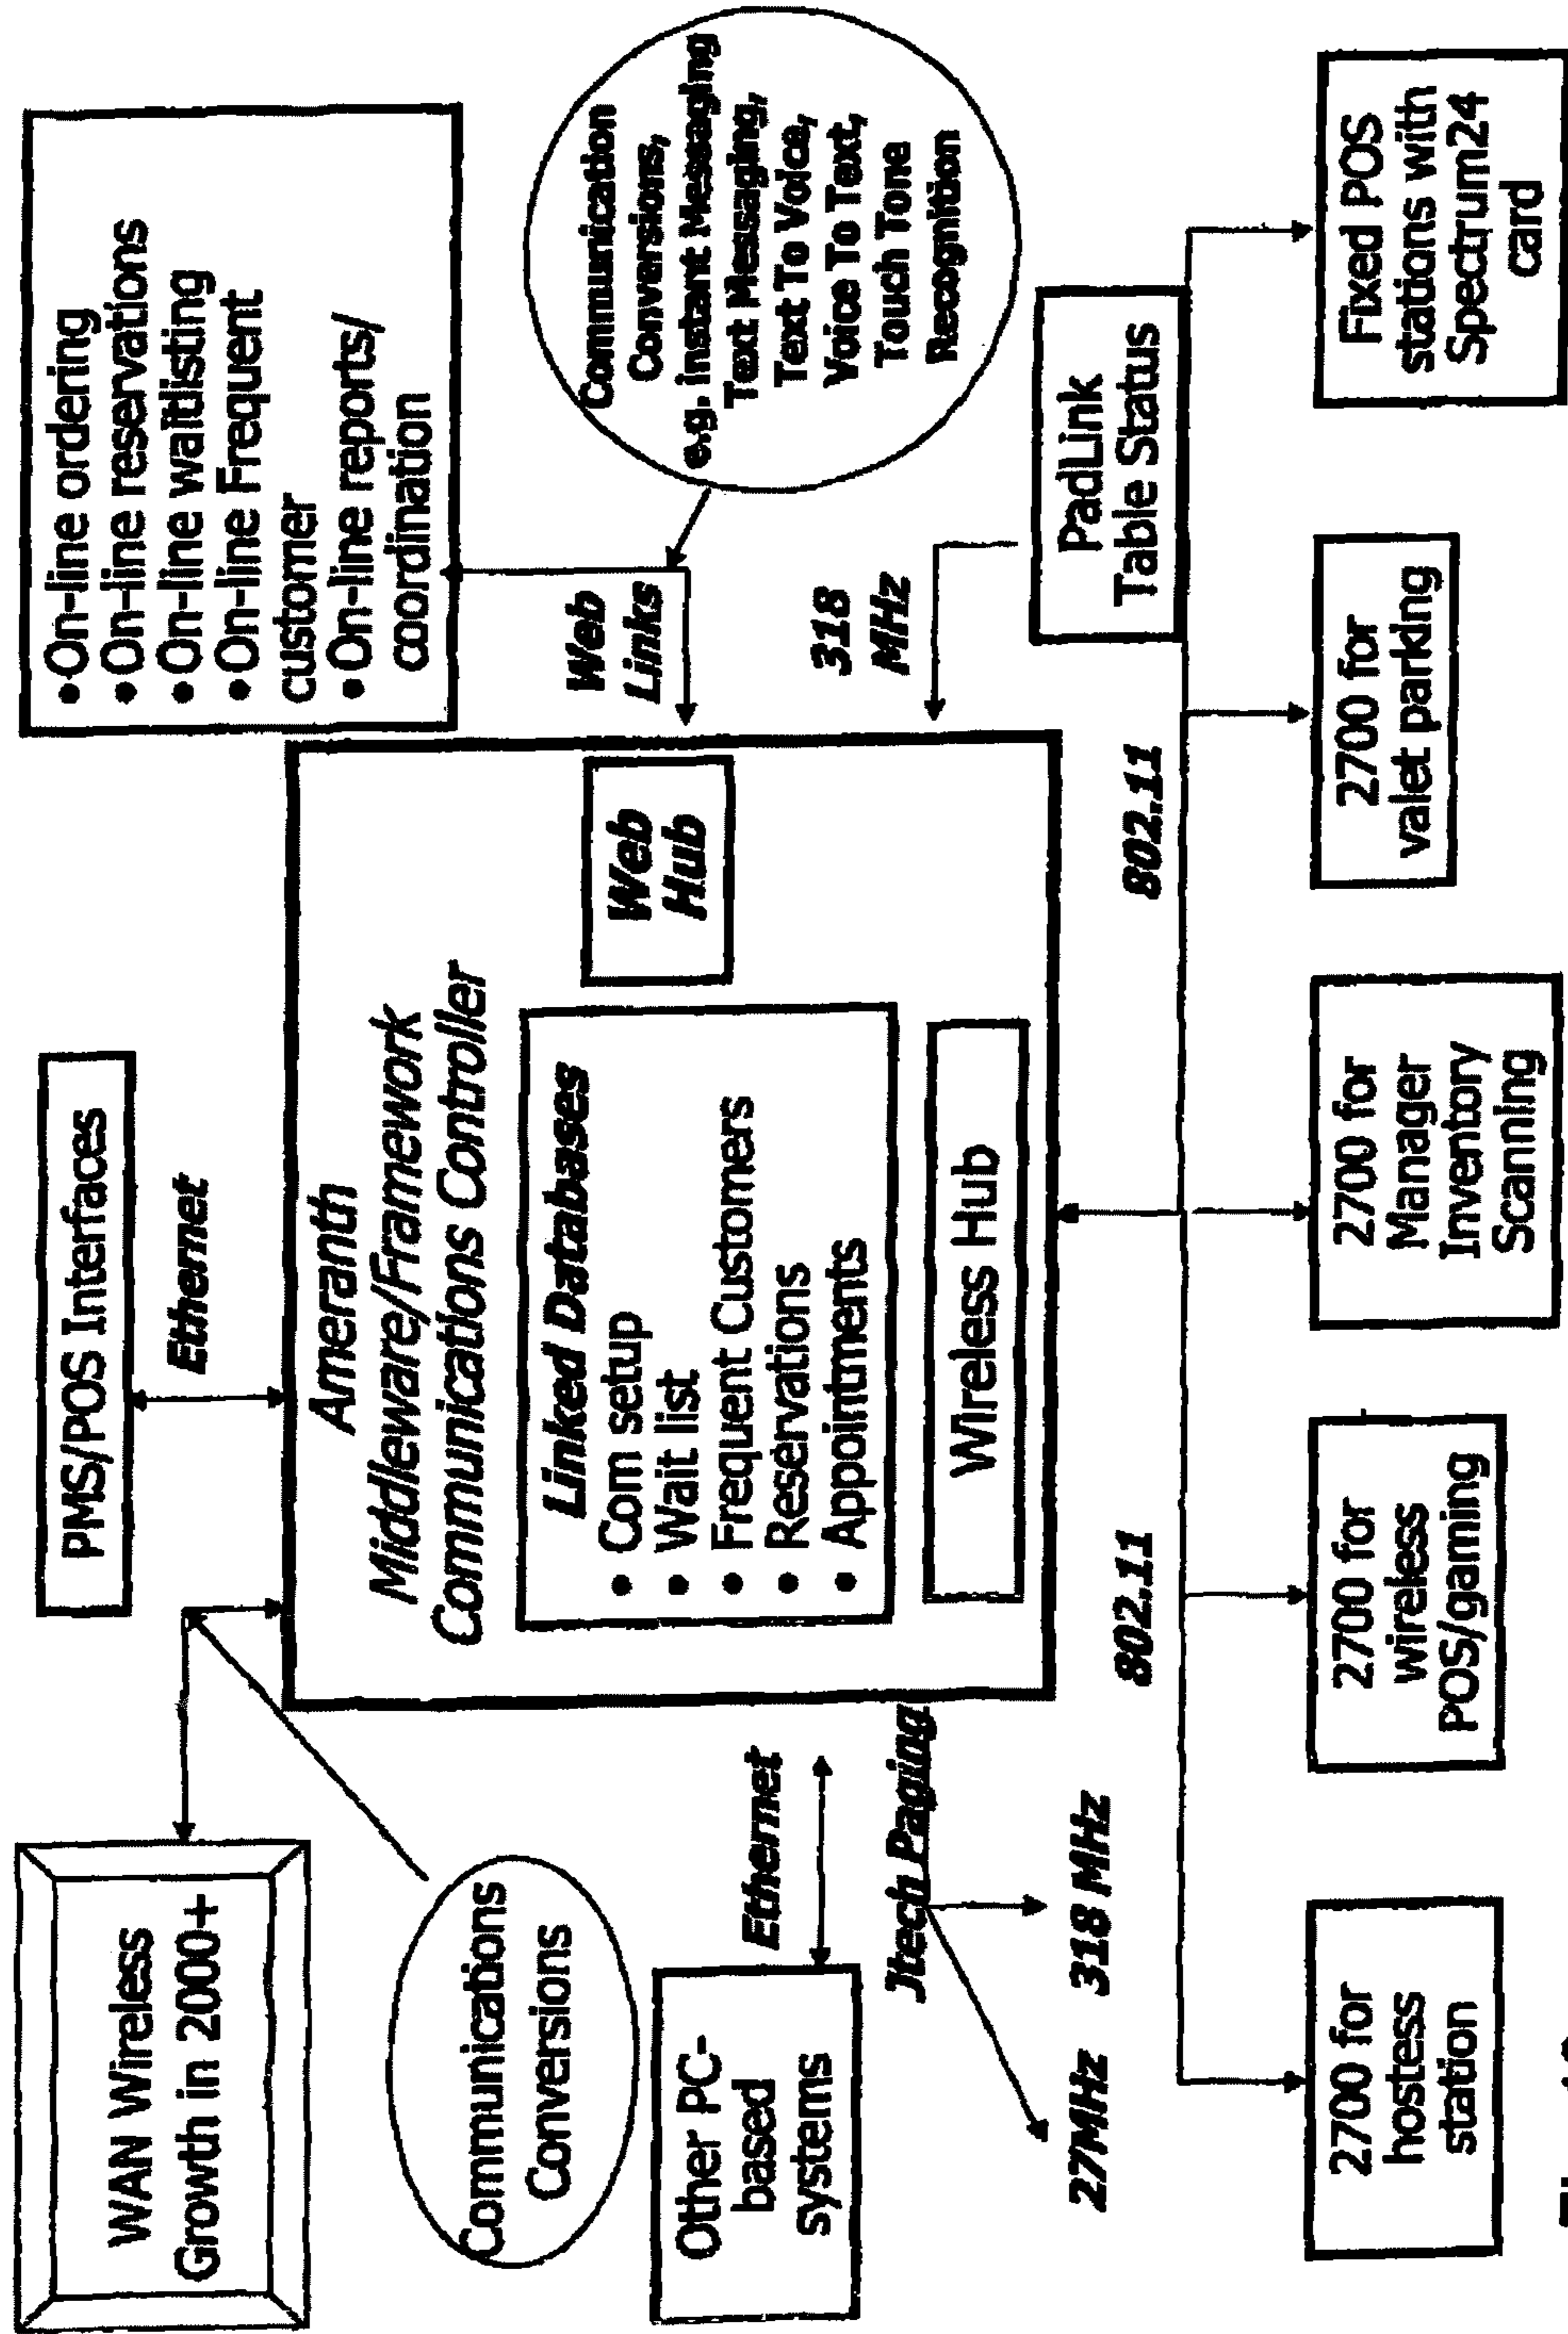 WAN Wireless
Growth in 2000+
PMS/POS Interfaces
•On-line ordering
•On-line reservations
•On-line waitlisting
•On-line Frequent
customer
•On-line reports/
coordination
Ethernet
Communications
Conversions
Ameranth
Middleware/Framework
Communications Controller
Linked Databases
• Com setup
• Wait list
• Frequent Customers
• Reservations
• Appointments
Web
Hub
Wireless Hub
Web
Links
Communication
Conversions,
e.g. instant Messaging
Text Messaging,
Text To Voice,
Voice To Text,
Touch Tone
Recognition
Other PC-
based
systems
Ethernet
Jtech Paging
27MHz
318 MHz
318
MHz
PadLink
Table Status
802.11
802.11
2700 for
hostess
station
2700 for
wireless
POS/gaming
2700 for
Manager
Inventory
Scanning
2700 for
valet parking
Fixed POS
stations with
Spectrum24
card